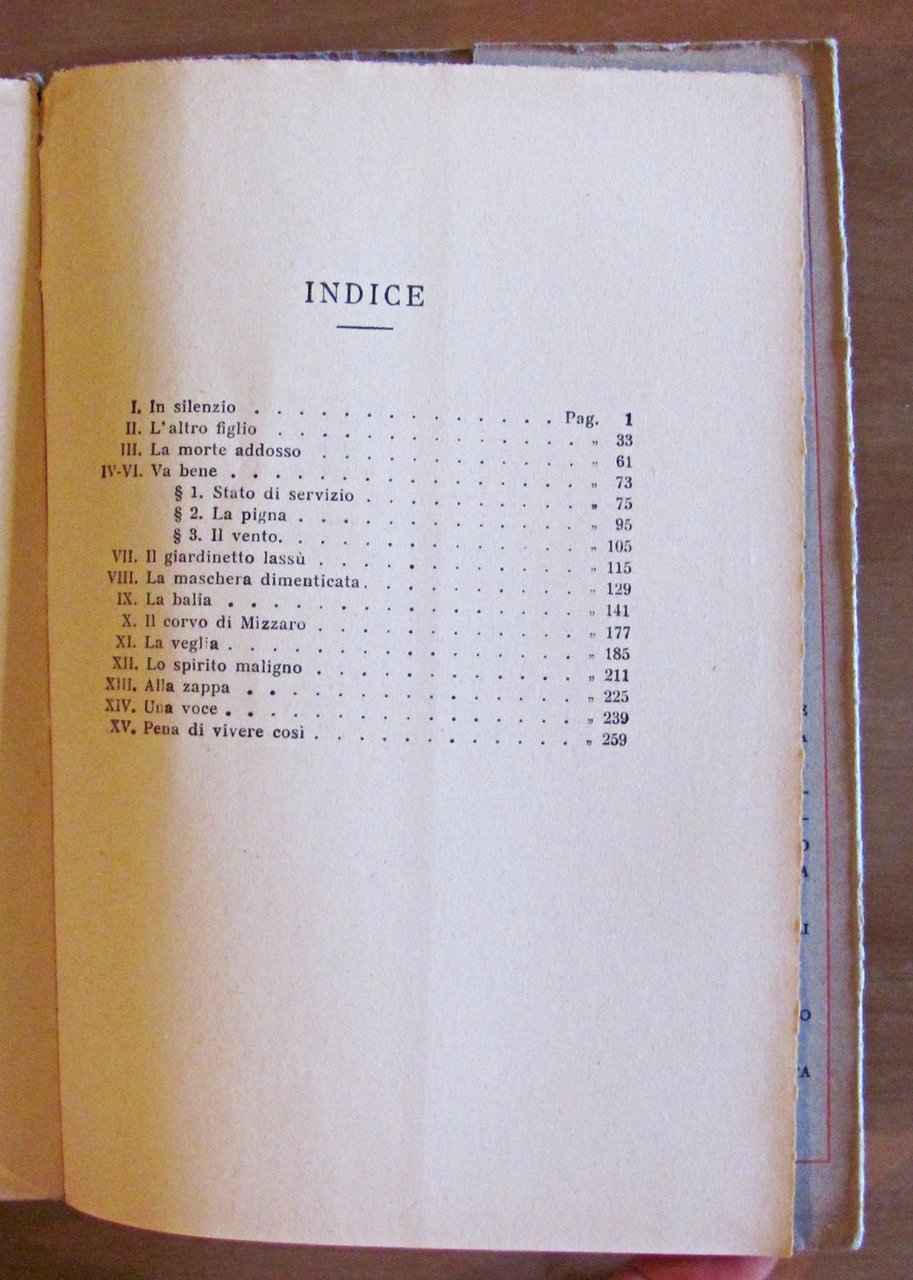 INDICE
I. In silenzio . . . . . . . . . . . . . . Pag. 1
II. L'altro figlio . . . . . . . . . . . . . . „ 33
III. La morte addosso . . . . . . . . . . . . „ 61
IV-VI. Va bene . . . . . . . . . . . . . . . . „ 73
§ 1. Stato di servizio . . . . . . . . . . „ 75
§ 2. La pigna . . . . . . . . . . . . . „ 95
§ 3. Il vento. . . . . . . . . . . . . . „ 105
VII. Il giardinetto lassù . . . . . . . . . . . . „ 115
VIII. La maschera dimenticata . . . . . . . . . . „ 129
IX. La balia . . . . . . . . . . . . . . . . „ 141
X. Il corvo di Mizzaro . . . . . . . . . . . . „ 177
XI. La veglia . . . . . . . . . . . . . . . . „ 185
XII. Lo spirito maligno . . . . . . . . . . . . „ 211
XIII. Alla zappa . . . . . . . . . . . . . . . „ 225
XIV. Una voce . . . . . . . . . . . . . . . . „ 239
XV. Pena di vivere così . . . . . . . . . . . . „ 259